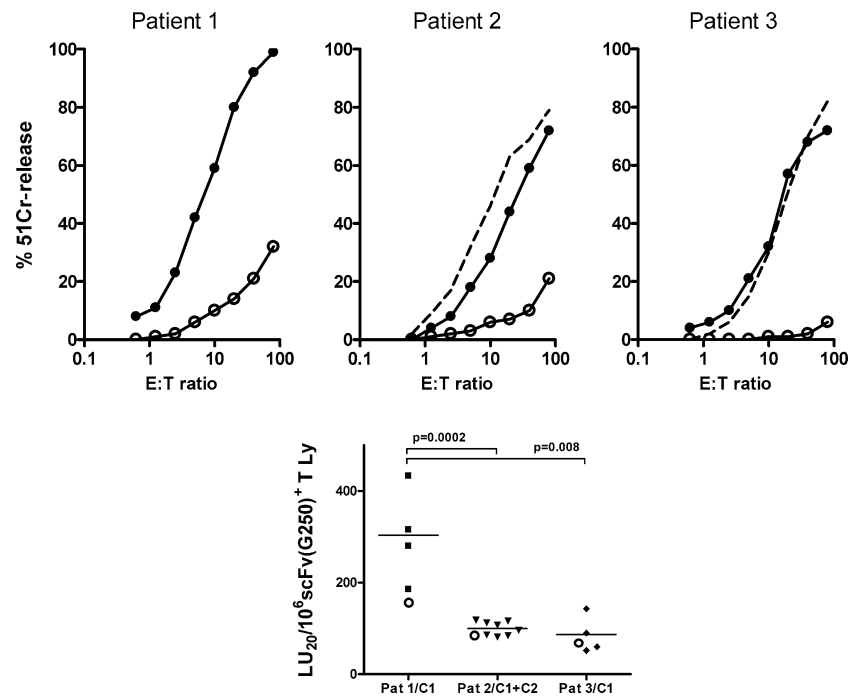 Patient 1 Patient 2 Patient 3
% 51Cr-release
100 100 100
80 80 80
60 60 60
40 40 40
20 20 20
0 0 0
0.1 1 10 100 0.1 1 10 100 0.1 1 10 100
E:T ratio E:T ratio E:T ratio
LU20/10^6scFv(G250)+ T Ly
p=0.0002
p=0.008
400
200
0
Pat 1/C1 Pat 2/C1+C2 Pat 3/C1